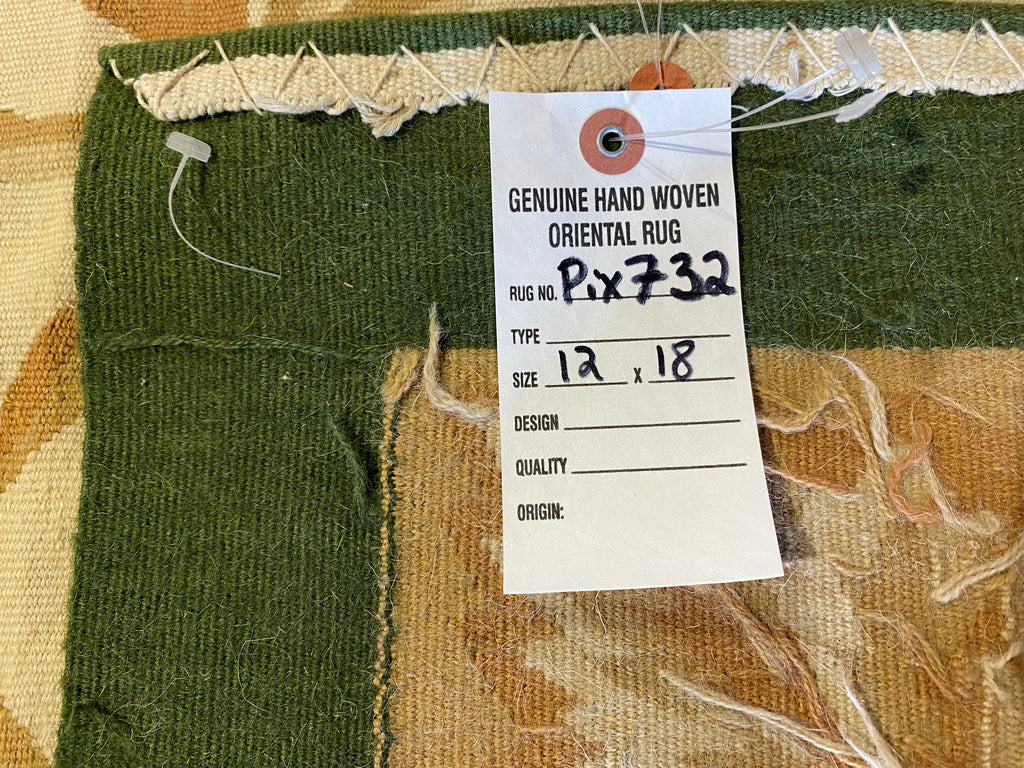 GENUINE HAND WOVEN
ORIENTAL RUG
RUG NO. Pix732
TYPE
SIZE 12 x 18
DESIGN
QUALITY
ORIGIN: